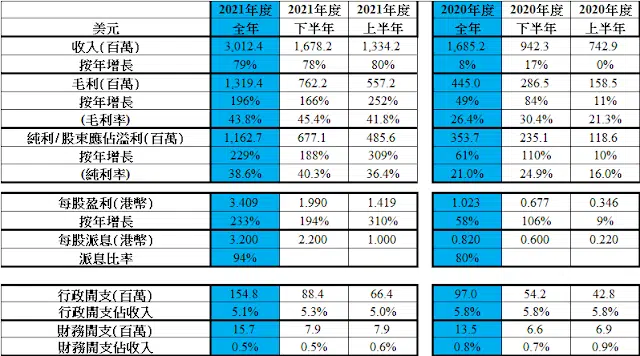 2021年度 2021年度 2021年度 2020年度 2020年度 2020年度
美元 全年 下半年 上半年 全年 下半年 上半年
收入(百萬) 3,012.4 1,678.2 1,334.2 1,685.2 942.3 742.9
按年增長 79% 78% 80% 8% 17% 0%
毛利(百萬) 1,319.4 762.2 557.2 445.0 286.5 158.5
按年增長 196% 166% 252% 49% 84% 11%
(毛利率) 43.8% 45.4% 41.8% 26.4% 30.4% 21.3%
純利/股東應佔溢利(百萬) 1,162.7 677.1 485.6 353.7 235.1 118.6
按年增長 229% 188% 309% 61% 110% 10%
(純利率) 38.6% 40.3% 36.4% 21.0% 24.9% 16.0%
每股盈利(港幣) 3.409 1.990 1.419 1.023 0.677 0.346
按年增長 233% 194% 310% 58% 106% 9%
每股派息(港幣) 3.200 2.200 1.000 0.820 0.600 0.220
派息比率 94% 80%
行政開支(百萬) 154.8 88.4 66.4 97.0 54.2 42.8
行政開支佔收入 5.1% 5.3% 5.0% 5.8% 5.8% 5.8%
財務開支(百萬) 15.7 7.9 7.9 13.5 6.6 6.9
財務開支佔收入 0.5% 0.5% 0.6% 0.8% 0.7% 0.9%